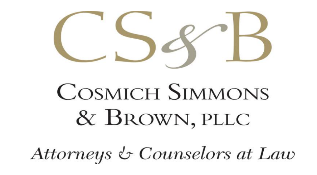 CS&B
COSMICH SIMMONS
& BROWN, PLLC
Attorneys & Counselors at Law